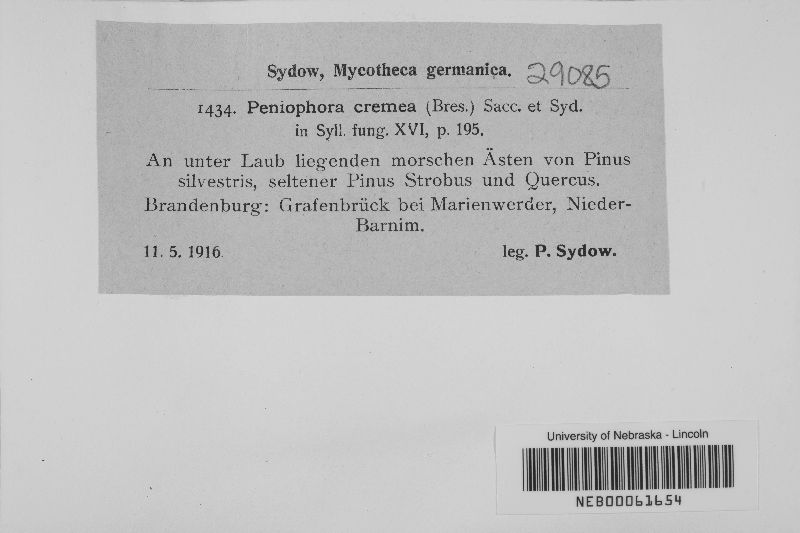 Sydow, Mycotheca germanica. 29085
1434. Peniophora cremea (Bres.) Sacc. et Syd.
in Syll. fung. XVI, p. 195.
An unter Laub liegenden morschen Ästen von Pinus
silvestris, seltener Pinus Strobus und Quercus.
Brandenburg: Grafenbrück bei Marienwerder, Nieder-
Barnim.
11. 5. 1916. leg. P. Sydow.
University of Nebraska - Lincoln
NEB00061654